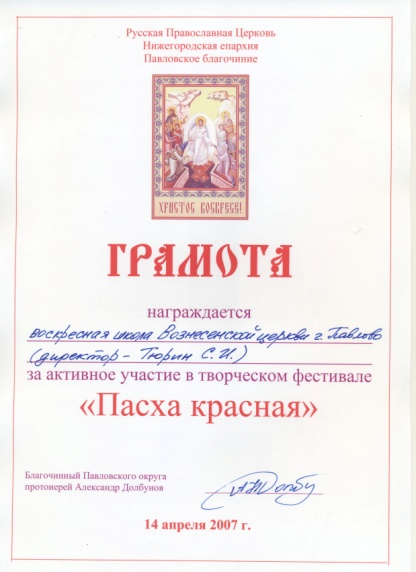 Русская Православная Церковь
Нижегородская епархия
Павловское благочиние
ХРИСТОС ВОСКРЕСЕ!
ГРАМОТА
награждается
воскресная школа Вознесенской церкви г. Павлово
(директор - Тюрин С.И.)
за активное участие в творческом фестивале
«Пасха красная»
Благочинный Павловского округа
протоиерей Александр Долбунов
14 апреля 2007 г.